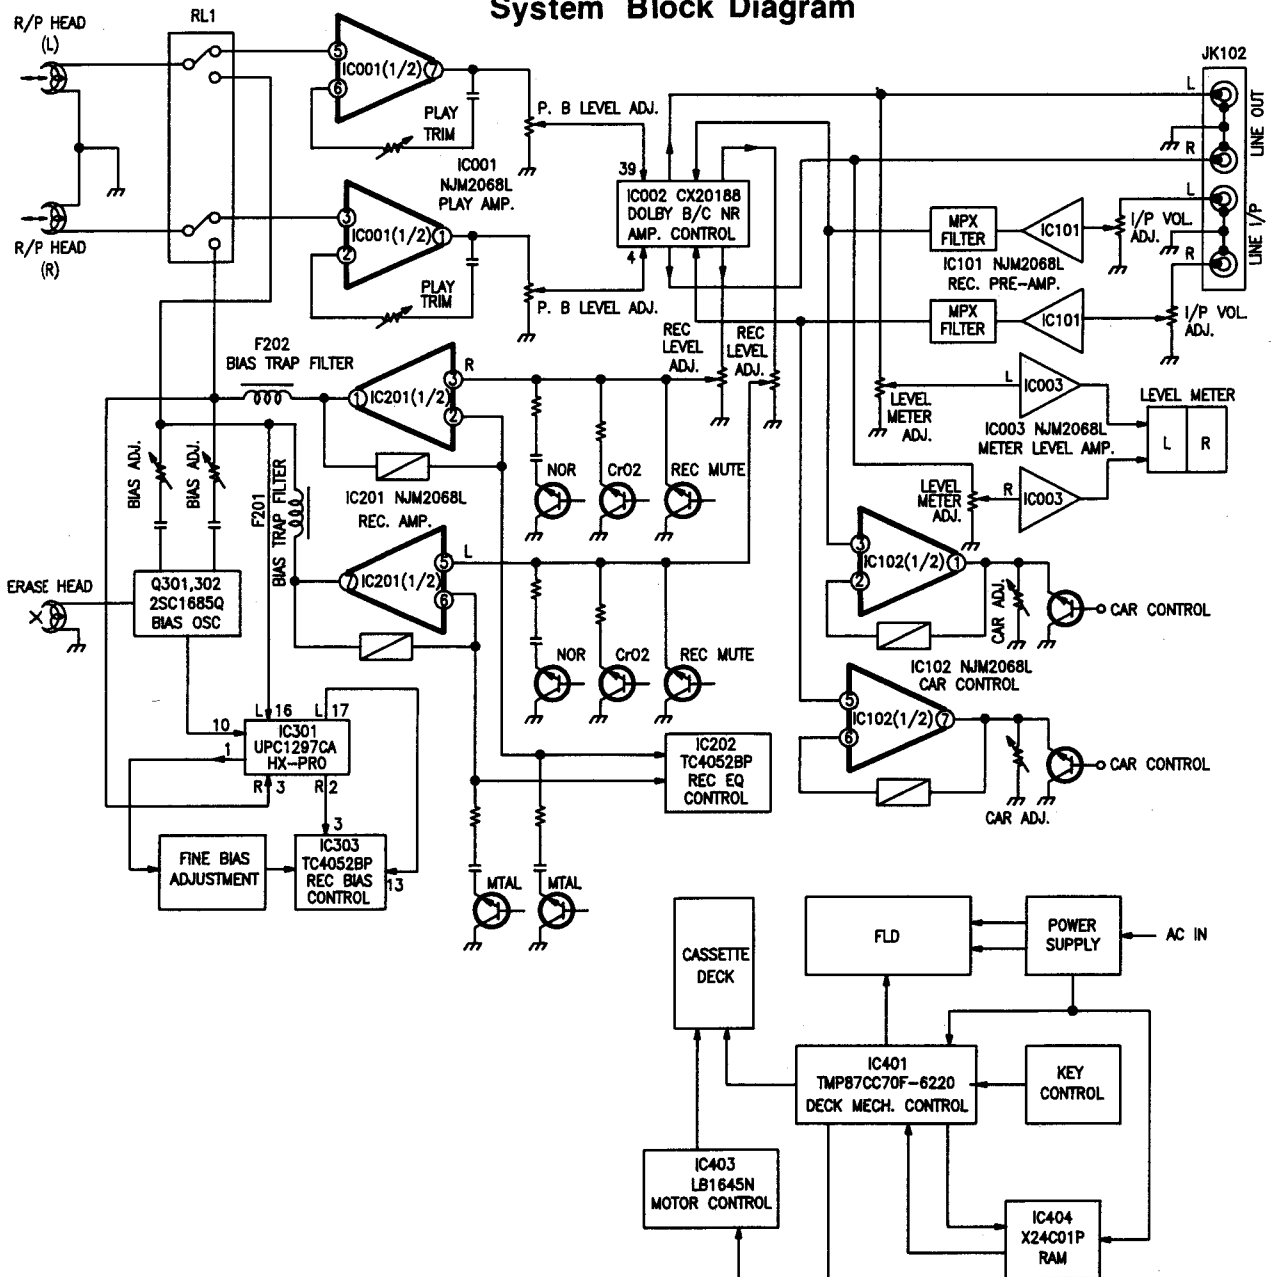 System Block Diagram
R/P HEAD
(L)
RL1
5
6
IC001(1/2)
7
PLAY
TRIM
P. B LEVEL ADJ.
IC001
NJM2068L
PLAY AMP.
3
2
IC001(1/2)
1
PLAY
TRIM
P. B LEVEL ADJ.
R/P HEAD
(R)
39
IC002 CX20188
DOLBY B/C NR
AMP. CONTROL
4
JK102
L
R
LINE OUT
L
R
LINE I/P
I/P VOL.
ADJ.
I/P VOL.
ADJ.
MPX
FILTER
IC101
IC101 NJM2068L
REC. PRE-AMP.
MPX
FILTER
IC101
REC
LEVEL
ADJ.
REC
LEVEL
ADJ.
LEVEL
METER
ADJ.
L
IC003
IC003 NJM2068L
METER LEVEL AMP.
LEVEL METER
L
R
LEVEL
METER
ADJ.
R
IC003
F202
BIAS TRAP FILTER
1
IC201(1/2)
3
2
R
BIAS ADJ.
BIAS ADJ.
F201
BIAS TRAP FILTER
IC201 NJM2068L
REC. AMP.
NOR
CrO2
REC MUTE
7
IC201(1/2)
5
6
L
NOR
CrO2
REC MUTE
ERASE HEAD
Q301,302
2SC1685Q
BIAS OSC
3
2
IC102(1/2)
1
CAR ADJ.
CAR CONTROL
IC102 NJM2068L
CAR CONTROL
5
6
IC102(1/2)
7
CAR CONTROL
CAR ADJ.
L 16
L 17
10
1
IC301
UPC1297CA
HX-PRO
R 3
R 2
3
FINE BIAS
ADJUSTMENT
IC303
TC4052BP
REC BIAS
CONTROL
13
IC202
TC4052BP
REC EQ
CONTROL
MTAL
MTAL
CASSETTE
DECK
FLD
POWER
SUPPLY
AC IN
IC401
TMP87CC70F-6220
DECK MECH. CONTROL
KEY
CONTROL
IC403
LB1645N
MOTOR CONTROL
IC404
X24C01P
RAM